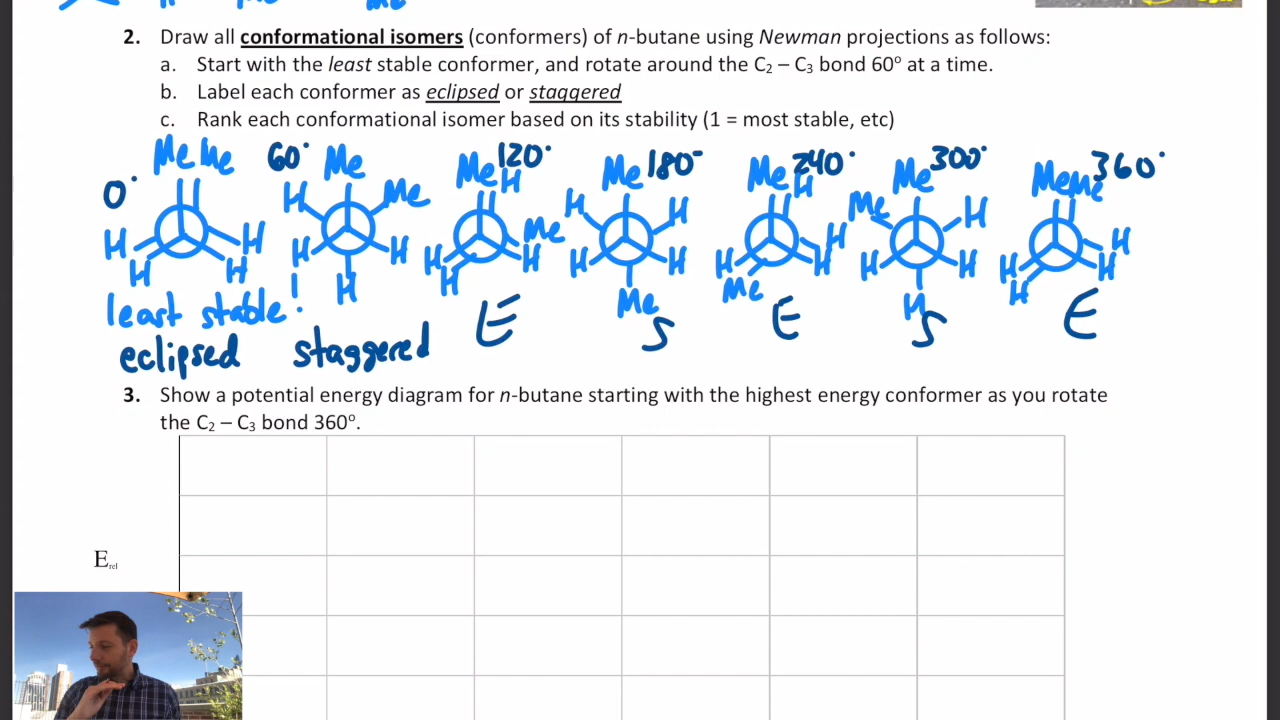 2. Draw all conformational isomers (conformers) of n-butane using Newman projections as follows:
a. Start with the least stable conformer, and rotate around the C₂ – C₃ bond 60° at a time.
b. Label each conformer as eclipsed or staggered
c. Rank each conformational isomer based on its stability (1 = most stable, etc)
Me Me 60° Me Me 120° Me 180° Me 240° Me 300° Me Me 360°
0° H Me H H H H Me H
H H H H Me H H H H H H H H H H
H H H H Me Me H H
least stable! eclipsed staggered E S E S E
3. Show a potential energy diagram for n-butane starting with the highest energy conformer as you rotate
the C₂ – C₃ bond 360°.
E rel